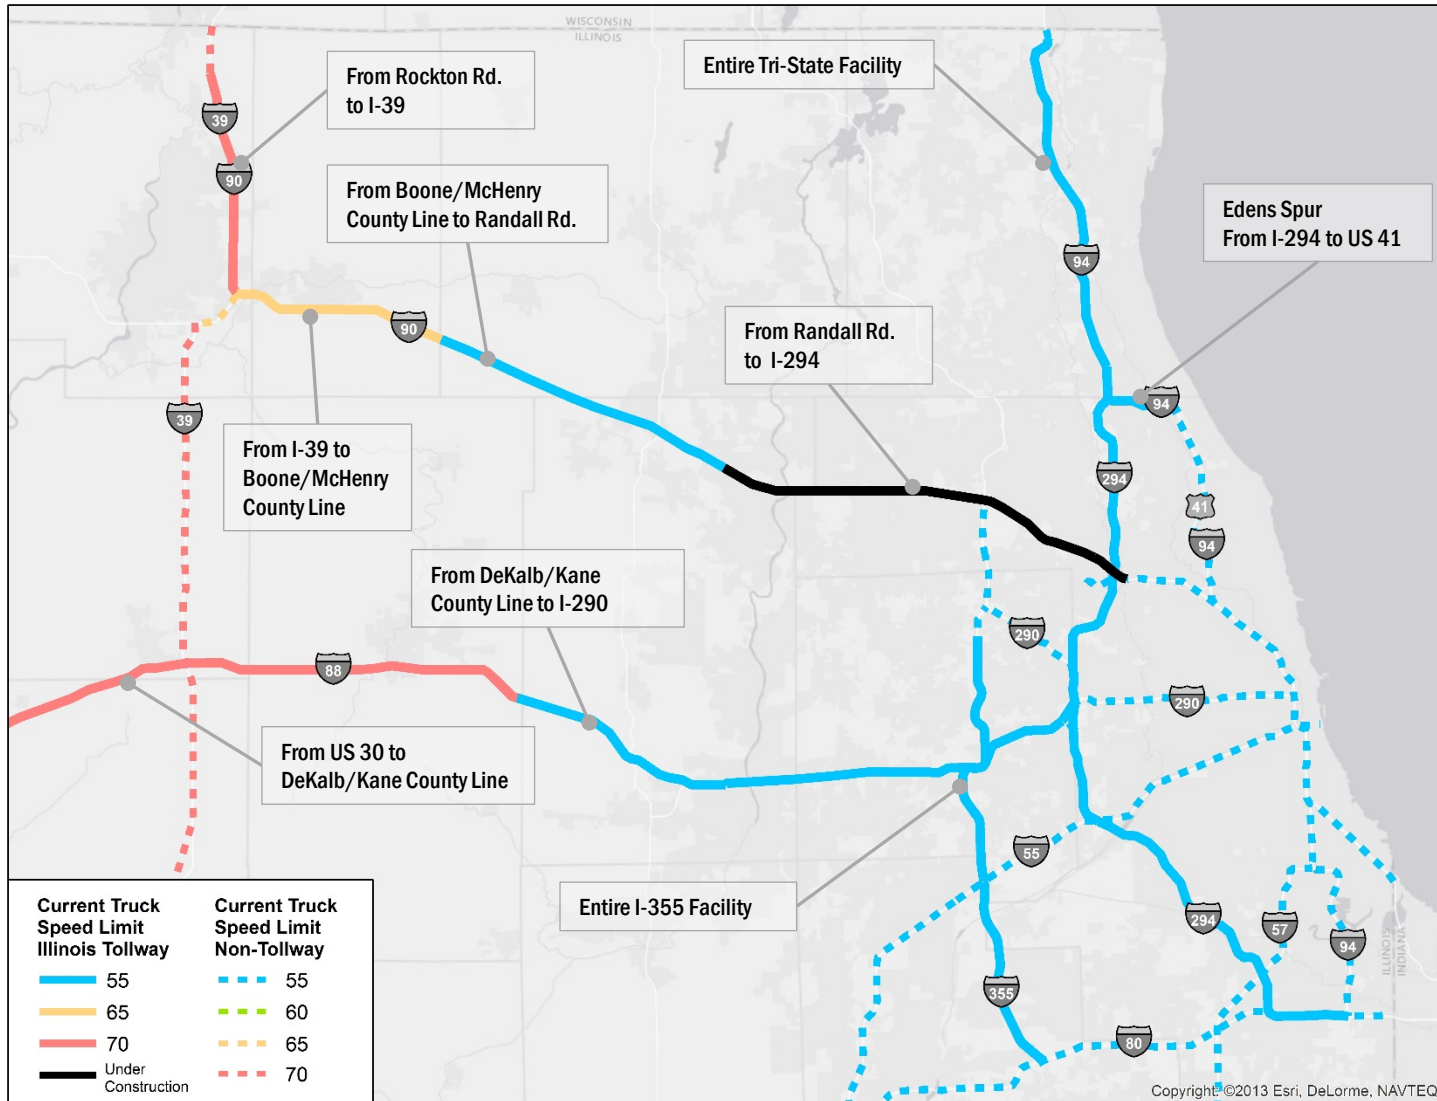 WISCONSIN
ILLINOIS
From Rockton Rd.
to I-39
Entire Tri-State Facility
39
90
From Boone/McHenry
County Line to Randall Rd.
Edens Spur
From I-294 to US 41
94
90
From Randall Rd.
to I-294
39
94
From I-39 to
Boone/McHenry
County Line
294
41
94
From DeKalb/Kane
County Line to I-290
290
88
290
From US 30 to
DeKalb/Kane County Line
55
Entire I-355 Facility
294
57
94
ILLINOIS
INDIANA
355
80
Current Truck
Speed Limit
Illinois Tollway
55
65
70
Under
Construction
Current Truck
Speed Limit
Non-Tollway
55
60
65
70
Copyright: ©2013 Esri, DeLorme, NAVTEQ